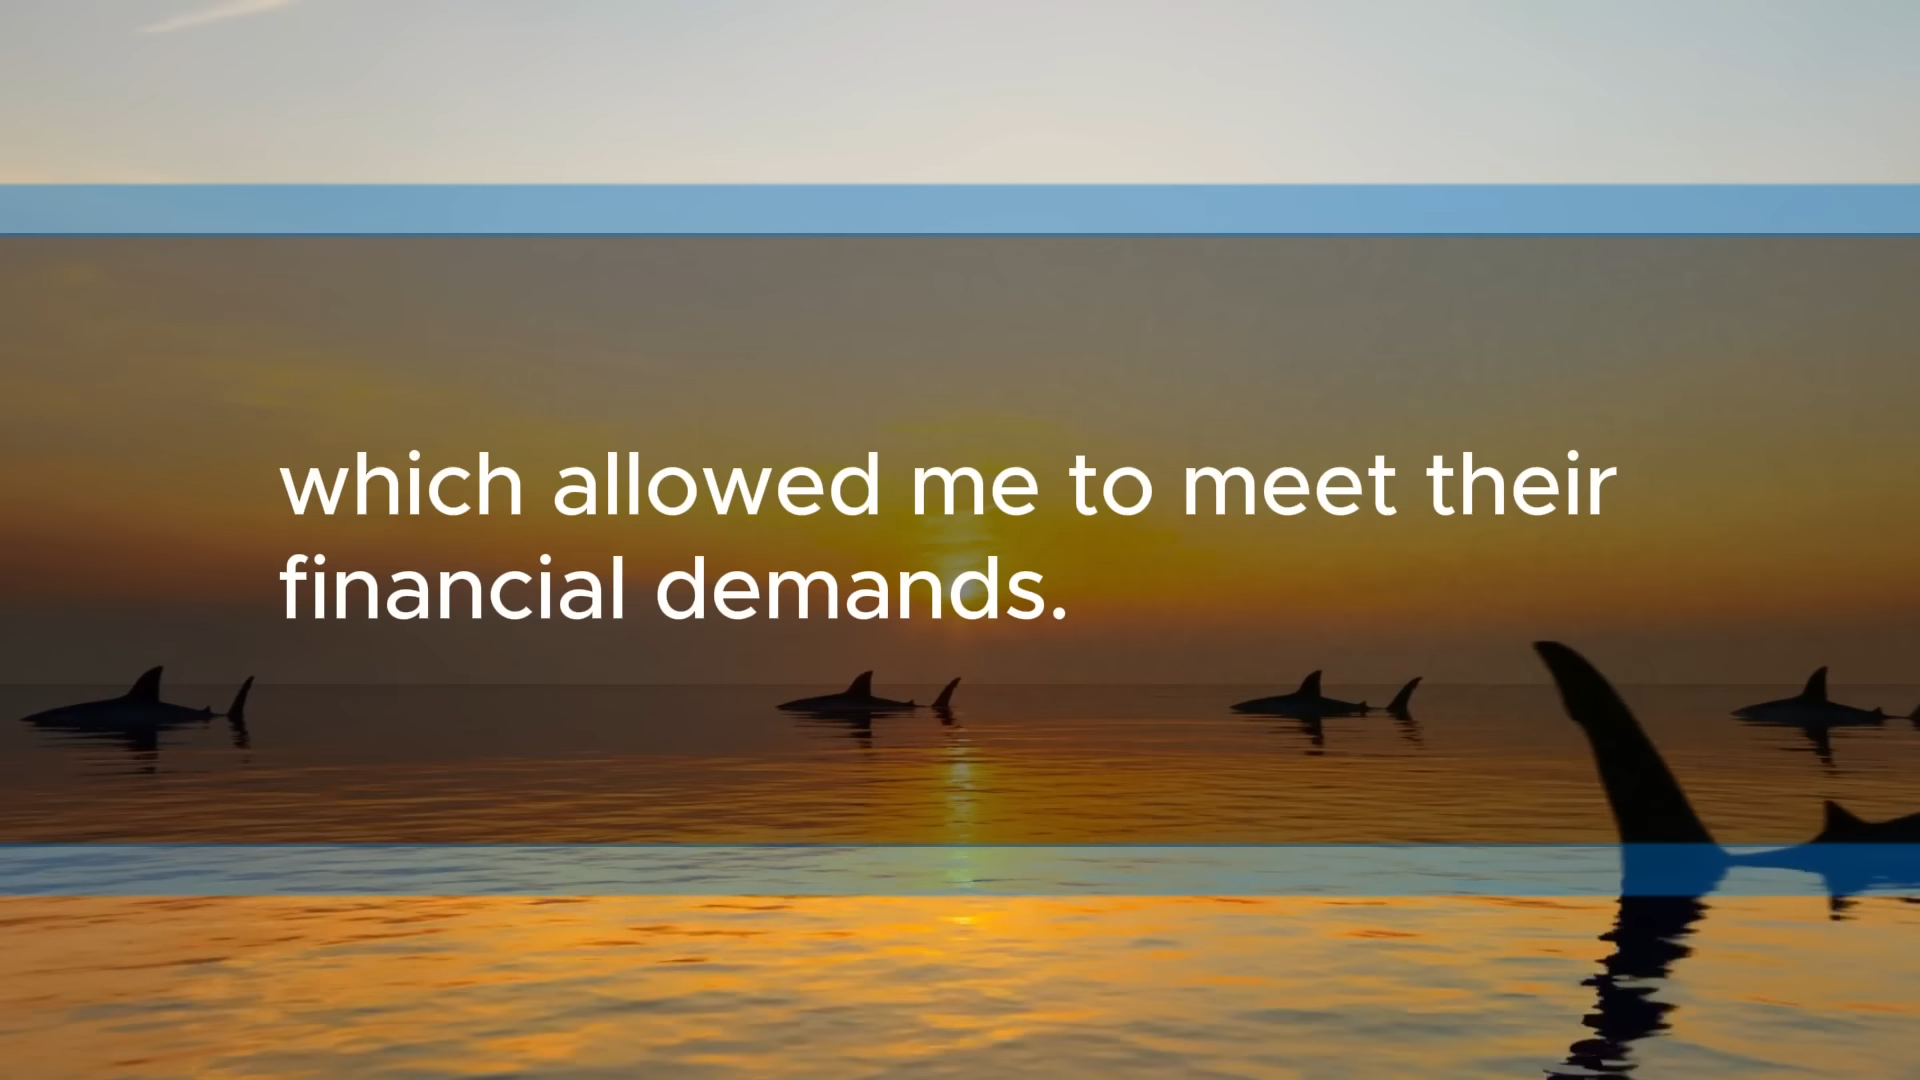 which allowed me to meet their
financial demands.